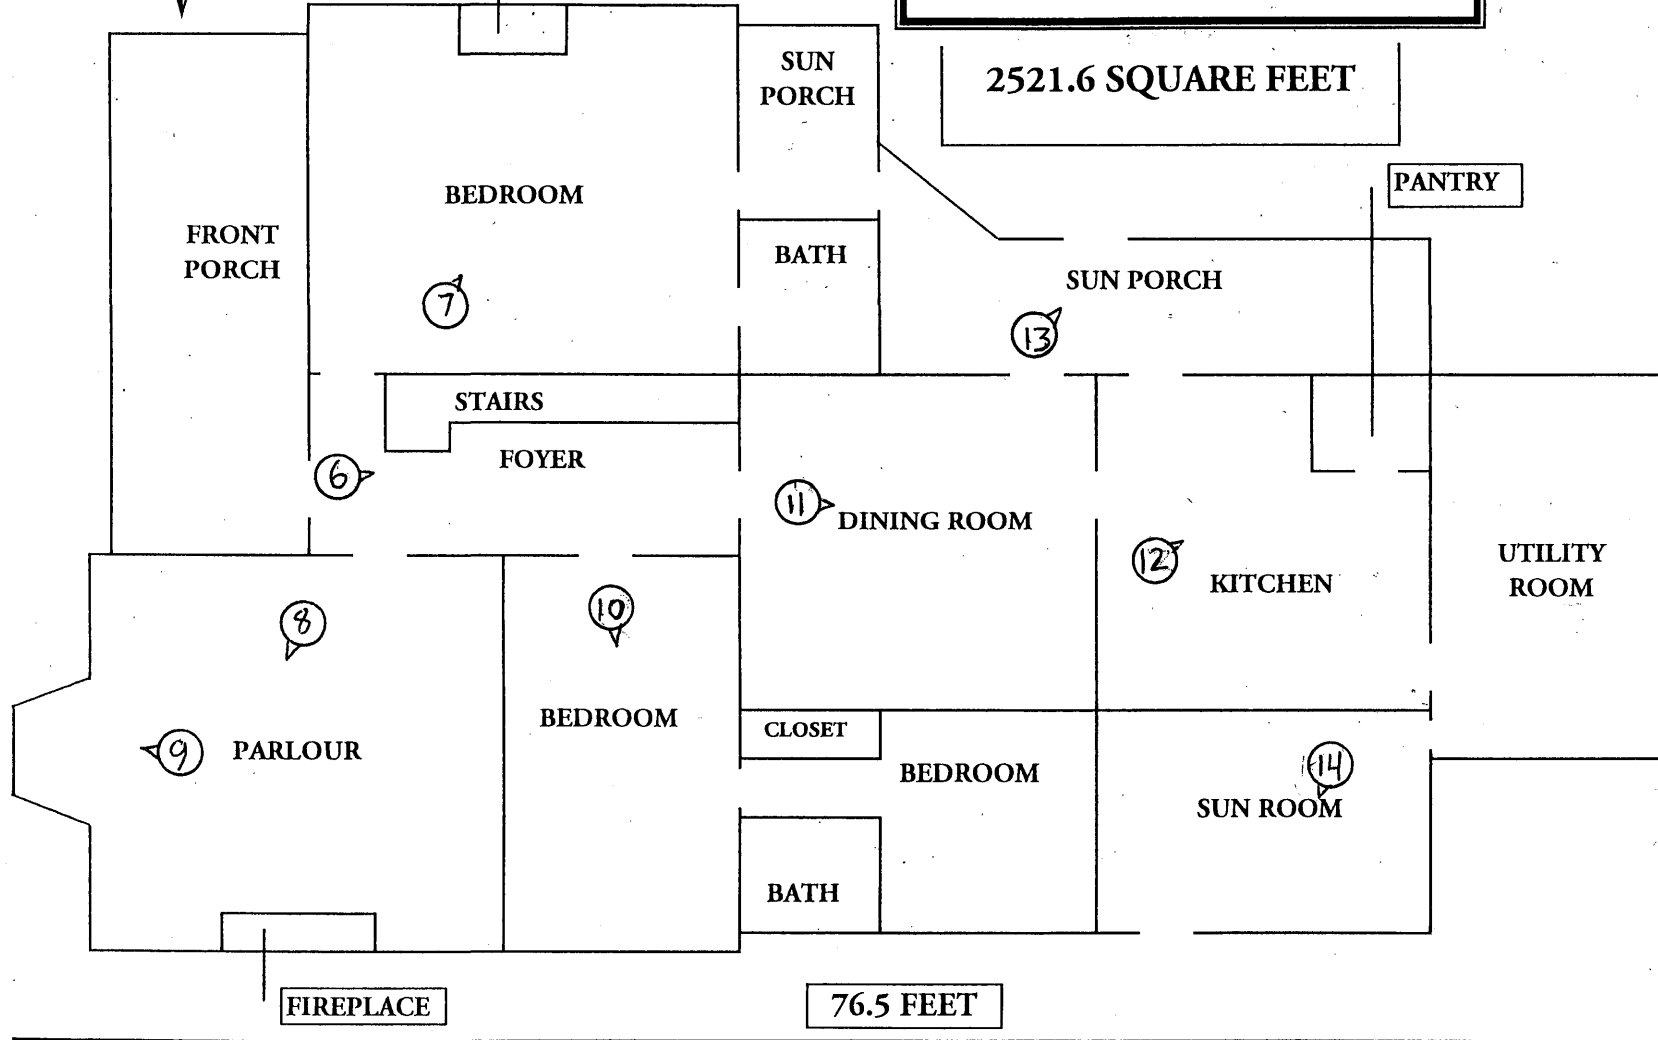 2521.6 SQUARE FEET
SUN
PORCH
PANTRY
BEDROOM
FRONT
PORCH
BATH
SUN PORCH
7
13
STAIRS
FOYER
6
11
DINING ROOM
12
KITCHEN
UTILITY
ROOM
8
10
BEDROOM
CLOSET
9
PARLOUR
BEDROOM
14
SUN ROOM
BATH
FIREPLACE
76.5 FEET